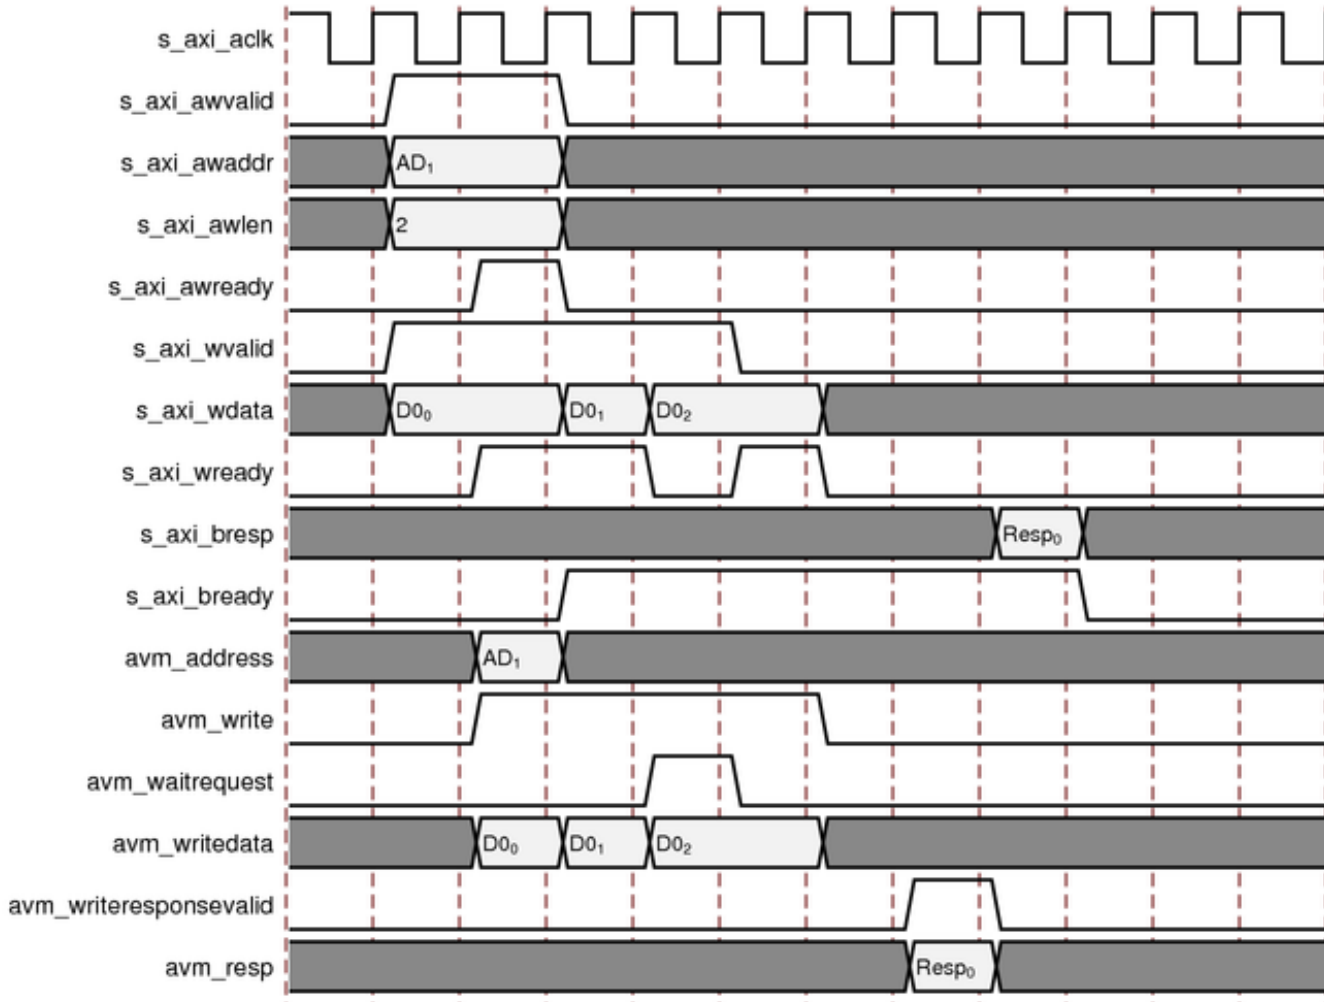 s_axi_aclk
s_axi_awvalid
s_axi_awaddr AD₁
s_axi_awlen 2
s_axi_awready
s_axi_wvalid
s_axi_wdata D0₀ D0₁ D0₂
s_axi_wready
s_axi_bresp Resp₀
s_axi_bready
avm_address AD₁
avm_write
avm_waitrequest
avm_writedata D0₀ D0₁ D0₂
avm_writeresponsevalid
avm_resp Resp₀